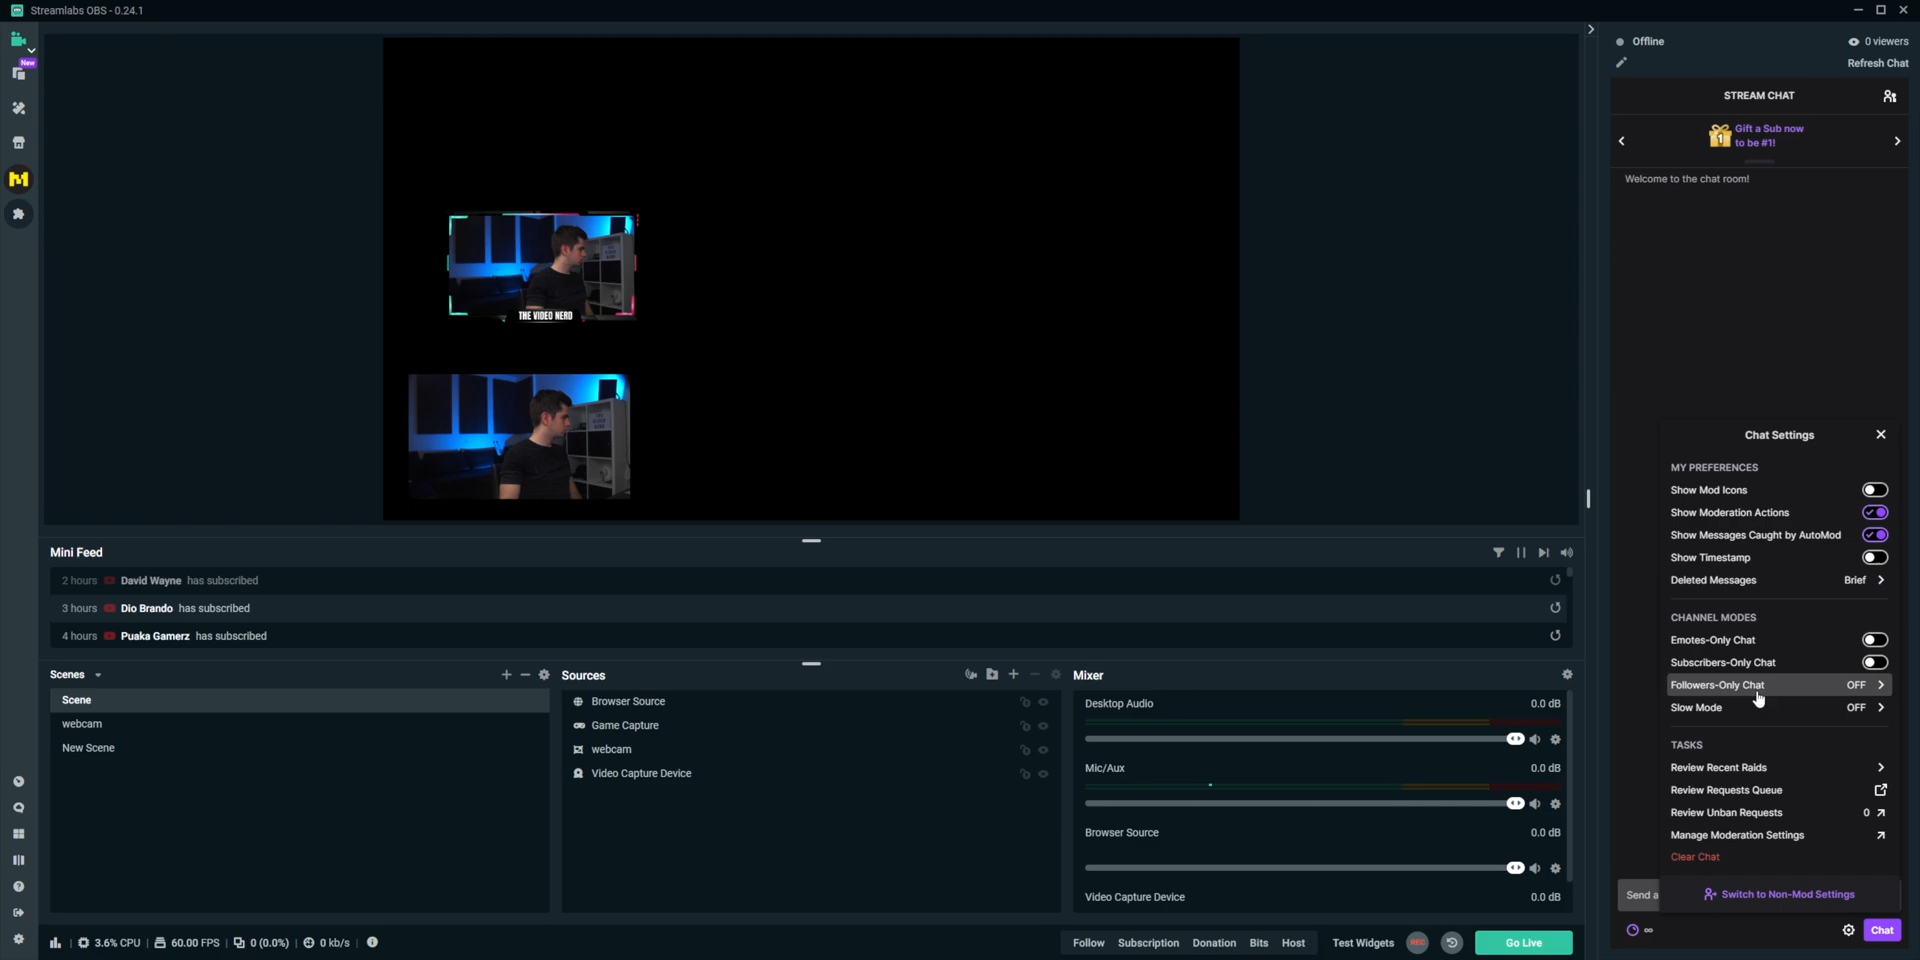 Streamlabs OBS - 0.24.1
New
Offline
0 viewers
Refresh Chat
STREAM CHAT
1
Gift a Sub now
to be #1!
Welcome to the chat room!
THE VIDEO NERD
Chat Settings
MY PREFERENCES
Show Mod Icons
Show Moderation Actions
Show Messages Caught by AutoMod
Show Timestamp
Deleted Messages Brief
CHANNEL MODES
Emotes-Only Chat
Subscribers-Only Chat
Followers-Only Chat OFF
Slow Mode OFF
TASKS
Review Recent Raids
Review Requests Queue
Review Unban Requests 0
Manage Moderation Settings
Clear Chat
Switch to Non-Mod Settings
Send a
Chat
Mini Feed
2 hours David Wayne has subscribed
3 hours Dio Brando has subscribed
4 hours Puaka Gamerz has subscribed
Scenes
Scene
webcam
New Scene
Sources
Browser Source
Game Capture
webcam
Video Capture Device
Mixer
Desktop Audio 0.0 dB
Mic/Aux 0.0 dB
Browser Source 0.0 dB
Video Capture Device 0.0 dB
3.6% CPU 60.00 FPS 0 (0.0%) 0 kb/s
Follow Subscription Donation Bits Host Test Widgets REC Go Live